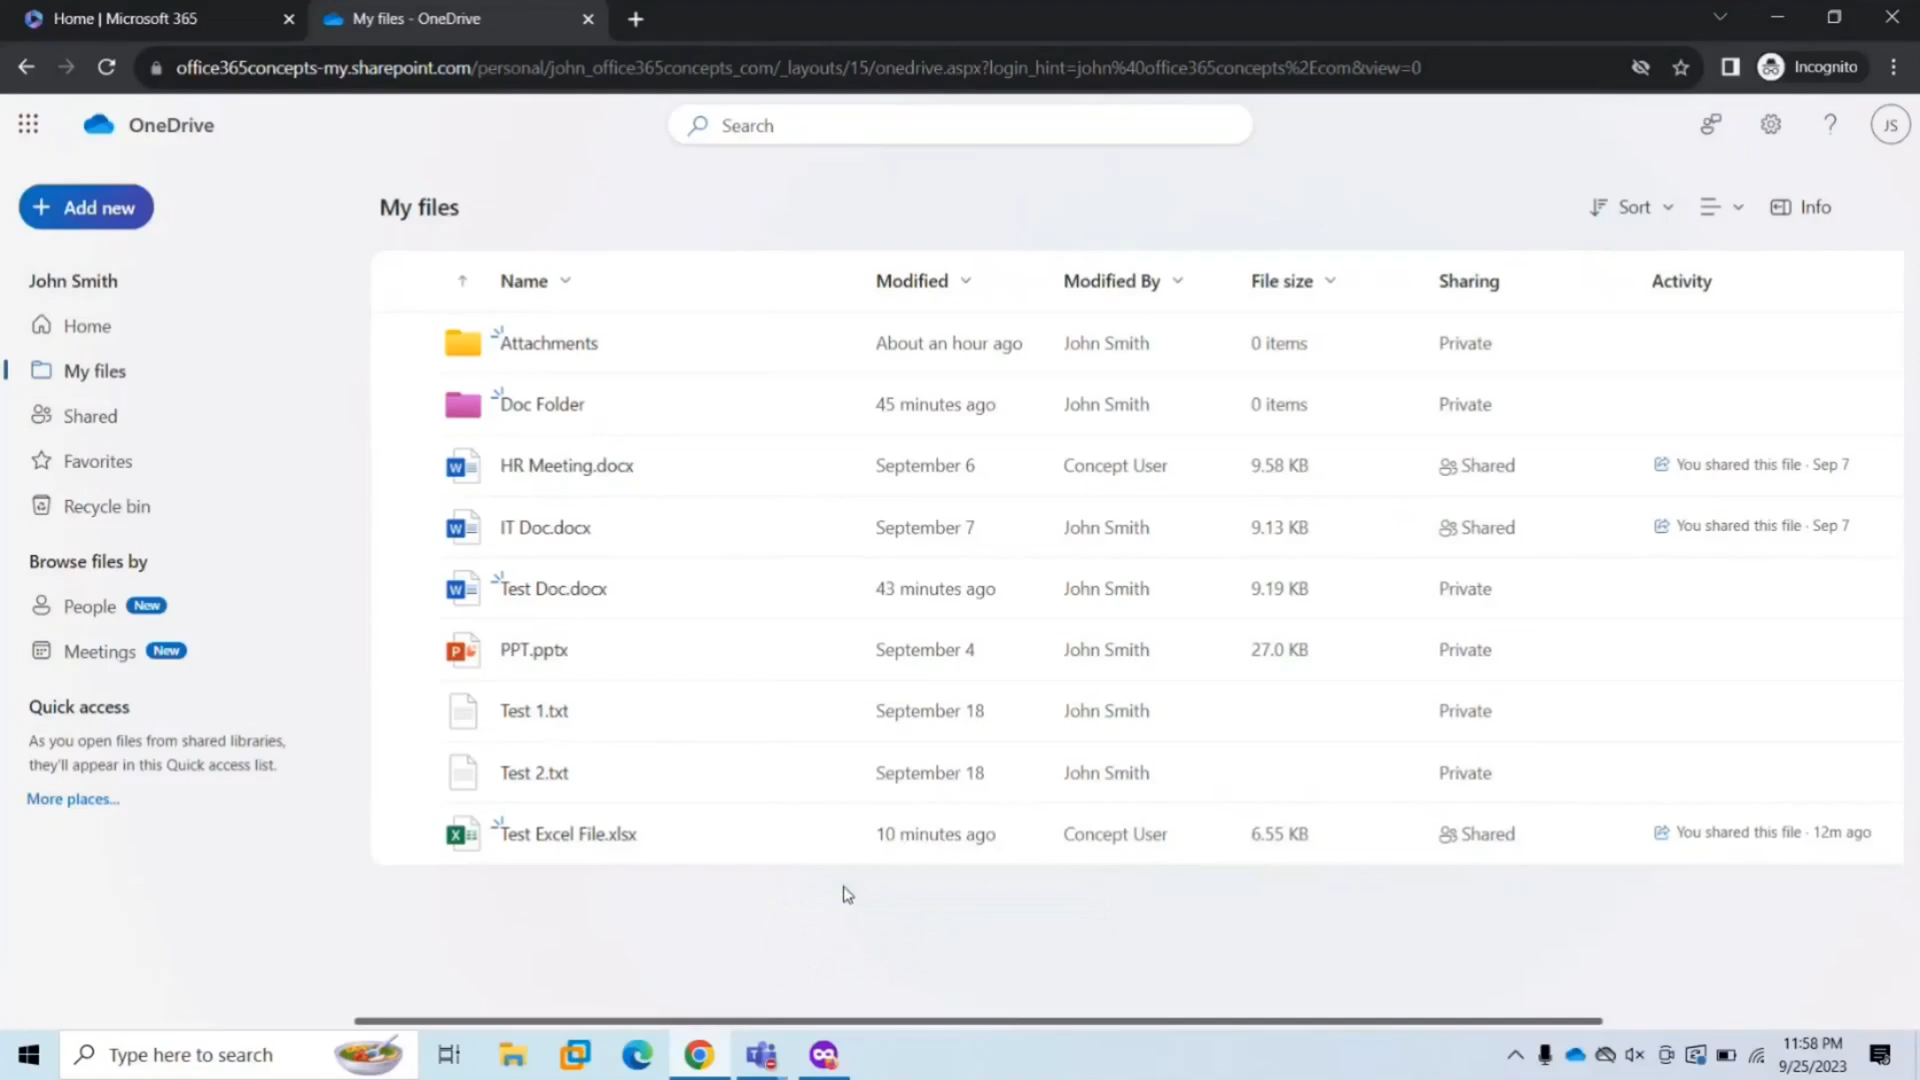 Home | Microsoft 365
My files - OneDrive
office365concepts-my.sharepoint.com/personal/john_office365concepts_com/_layouts/15/onedrive.aspx?login_hint=john%40office365concepts%2Ecom&view=0
Incognito
OneDrive
Search
JS
+ Add new
My files
Sort
Info
John Smith
Home
My files
Shared
Favorites
Recycle bin
Browse files by
People New
Meetings New
Quick access
As you open files from shared libraries,
they'll appear in this Quick access list.
More places...
Name Modified Modified By File size Sharing Activity
Attachments About an hour ago John Smith 0 items Private
Doc Folder 45 minutes ago John Smith 0 items Private
HR Meeting.docx September 6 Concept User 9.58 KB Shared You shared this file · Sep 7
IT Doc.docx September 7 John Smith 9.13 KB Shared You shared this file · Sep 7
Test Doc.docx 43 minutes ago John Smith 9.19 KB Private
PPT.pptx September 4 John Smith 27.0 KB Private
Test 1.txt September 18 John Smith Private
Test 2.txt September 18 John Smith Private
Test Excel File.xlsx 10 minutes ago Concept User 6.55 KB Shared You shared this file · 12m ago
Type here to search
11:58 PM
9/25/2023